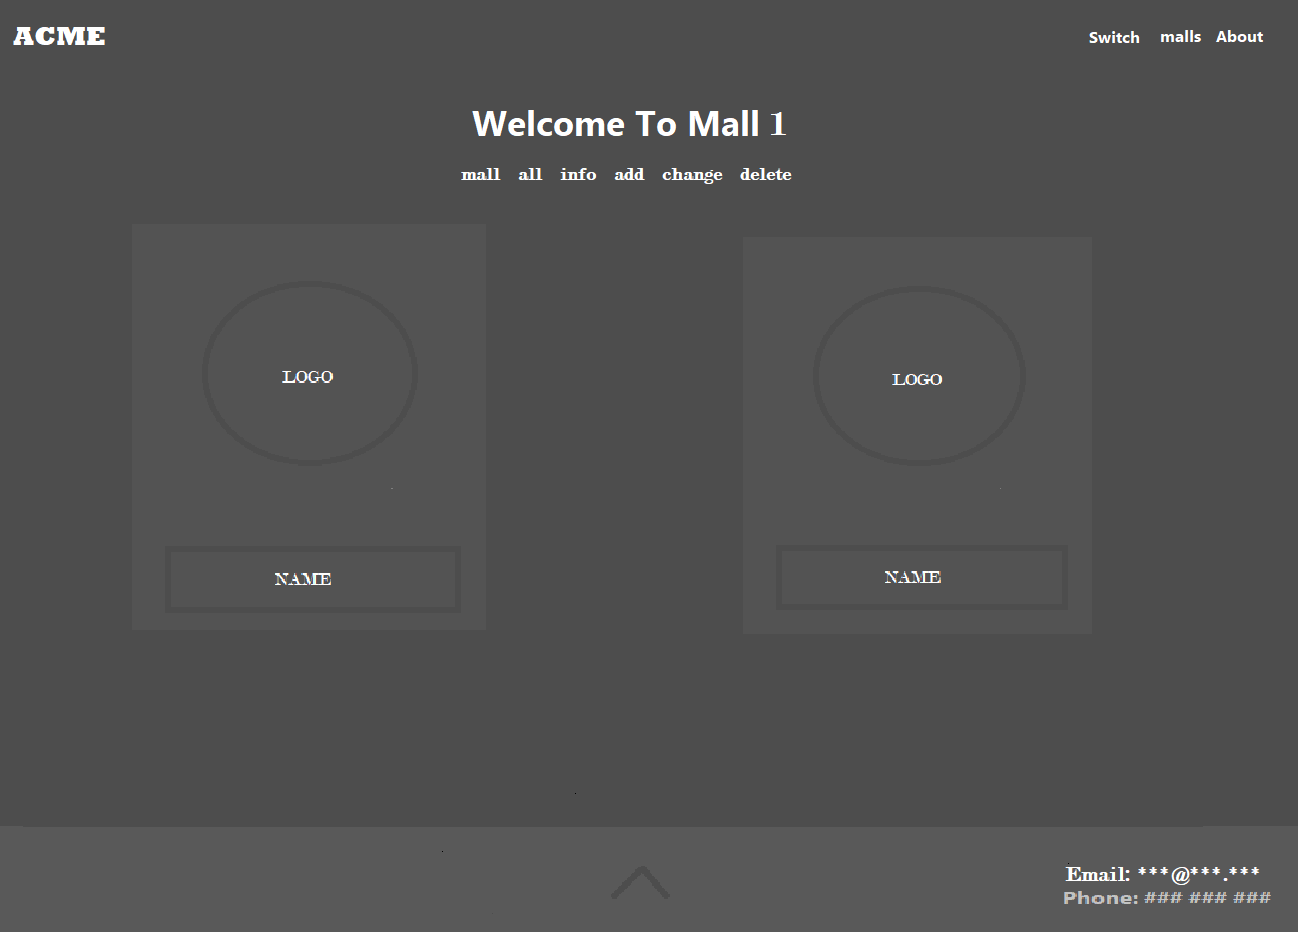 ACME
Switch malls About
Welcome To Mall 1
mall all info add change delete
LOGO
LOGO
NAME
NAME
Email: ***@***.***
Phone: ### ### ###